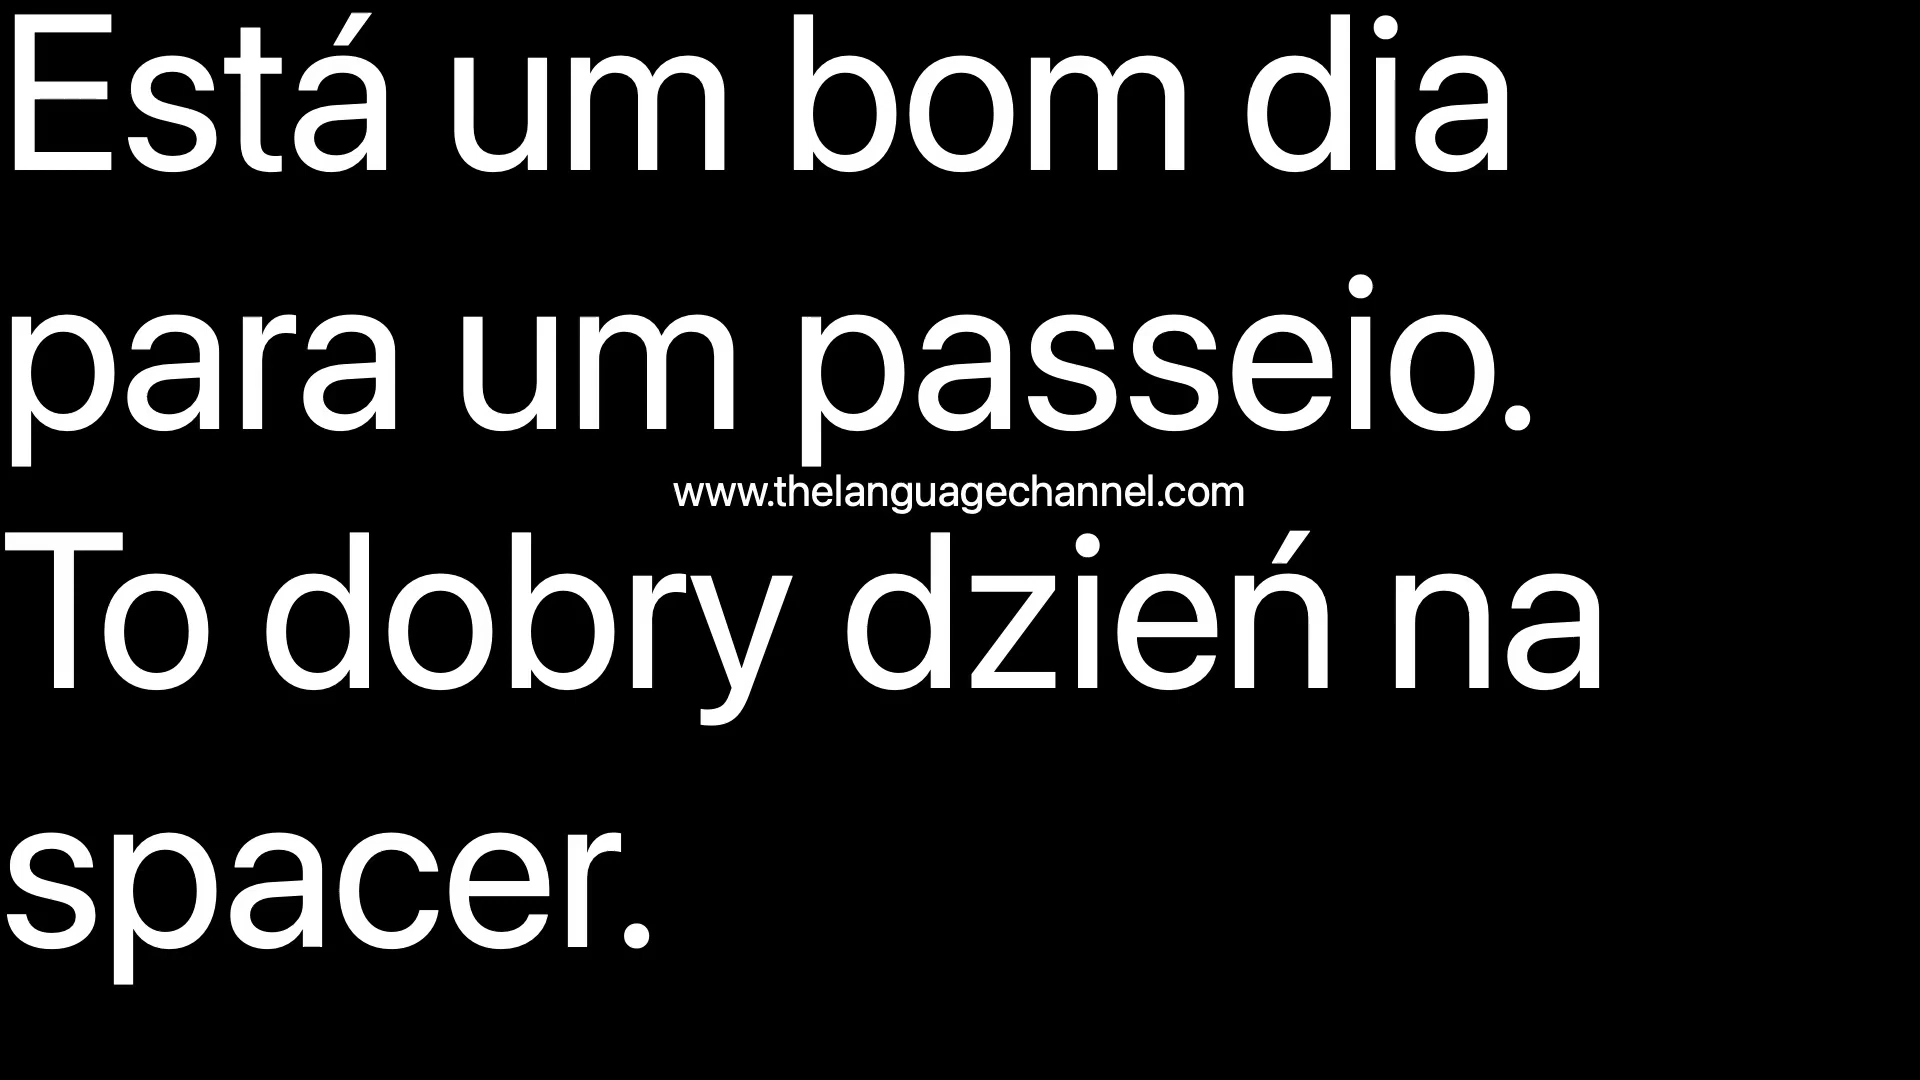 Está um bom dia
para um passeio.
www.thelanguagechannel.com
To dobry dzień na
spacer.